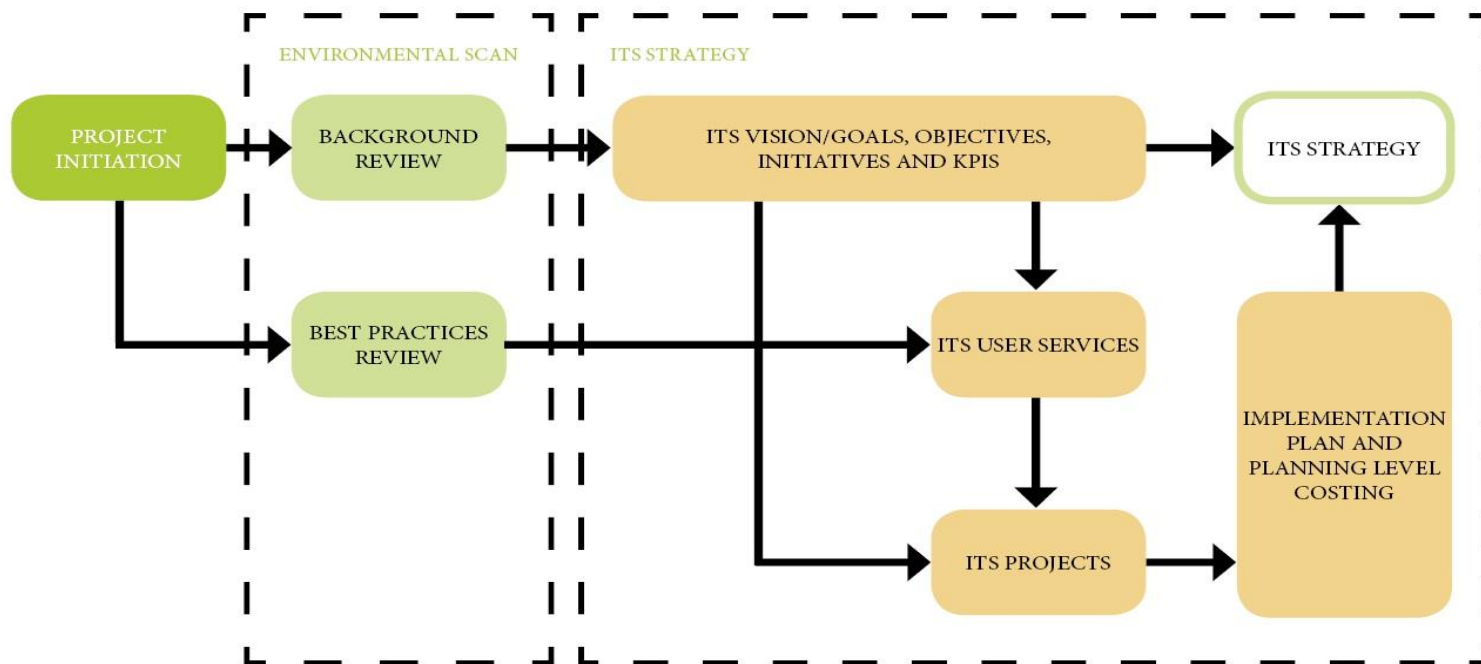 ENVIRONMENTAL SCAN
ITS STRATEGY
PROJECT
INITIATION
BACKGROUND
REVIEW
ITS VISION/GOALS, OBJECTIVES,
INITIATIVES AND KPIS
ITS STRATEGY
BEST PRACTICES
REVIEW
ITS USER SERVICES
IMPLEMENTATION
PLAN AND
PLANNING LEVEL
COSTING
ITS PROJECTS